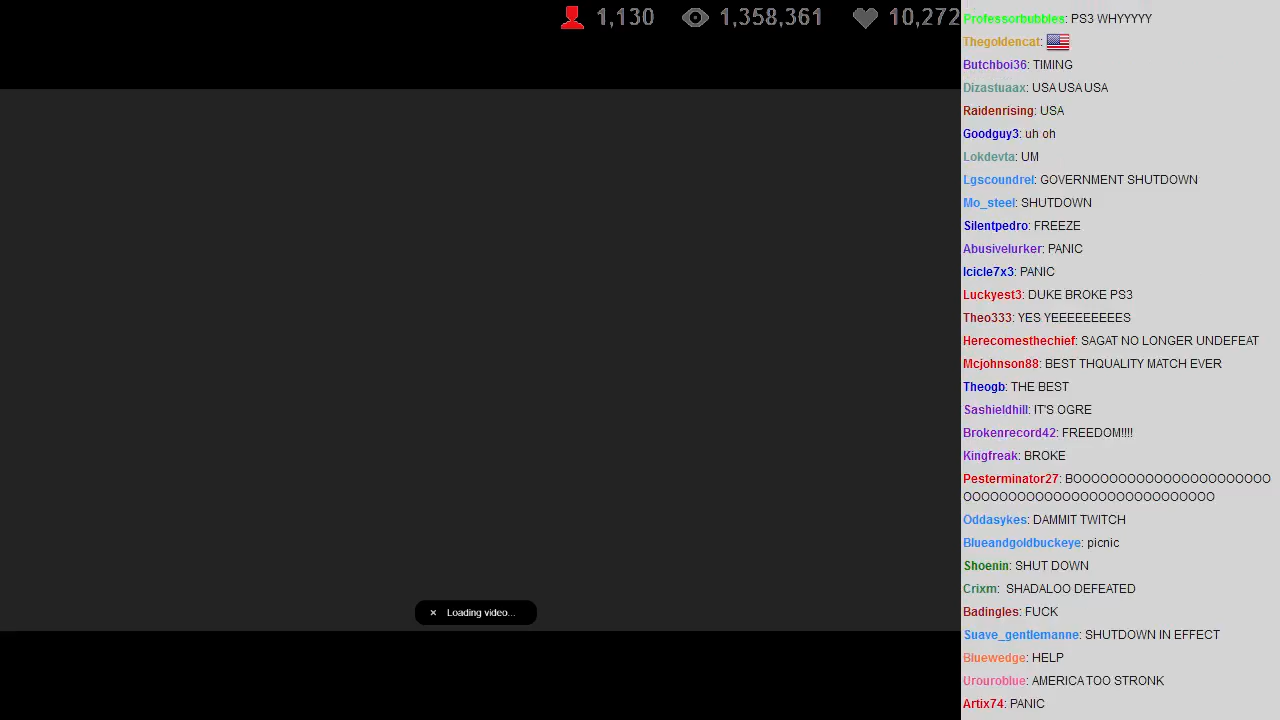 1,130 1,358,361 10,272
Professorbubbles: PS3 WHYYYYY
Thegoldencat:
Butchboi36: TIMING
Dizastuaax: USA USA USA
Raidenrising: USA
Goodguy3: uh oh
Lokdevta: UM
Lgscoundrel: GOVERNMENT SHUTDOWN
Mo_steel: SHUTDOWN
Silentpedro: FREEZE
Abusivelurker: PANIC
Icicle7x3: PANIC
Luckyest3: DUKE BROKE PS3
Theo333: YES YEEEEEEEEES
Herecomesthechief: SAGAT NO LONGER UNDEFEAT
Mcjohnson88: BEST THQUALITY MATCH EVER
Theogb: THE BEST
Sashieldhill: IT'S OGRE
Brokenrecord42: FREEDOM!!!!
Kingfreak: BROKE
Pesterminator27: BOOOOOOOOOOOOOOOOOOOOOO
OOOOOOOOOOOOOOOOOOOOOOOOOOOO
Oddasykes: DAMMIT TWITCH
Blueandgoldbuckeye: picnic
Shoenin: SHUT DOWN
Crixm: SHADALOO DEFEATED
Badingles: FUCK
Suave_gentlemanne: SHUTDOWN IN EFFECT
Bluewedge: HELP
Urouroblue: AMERICA TOO STRONK
Artix74: PANIC
× Loading video...